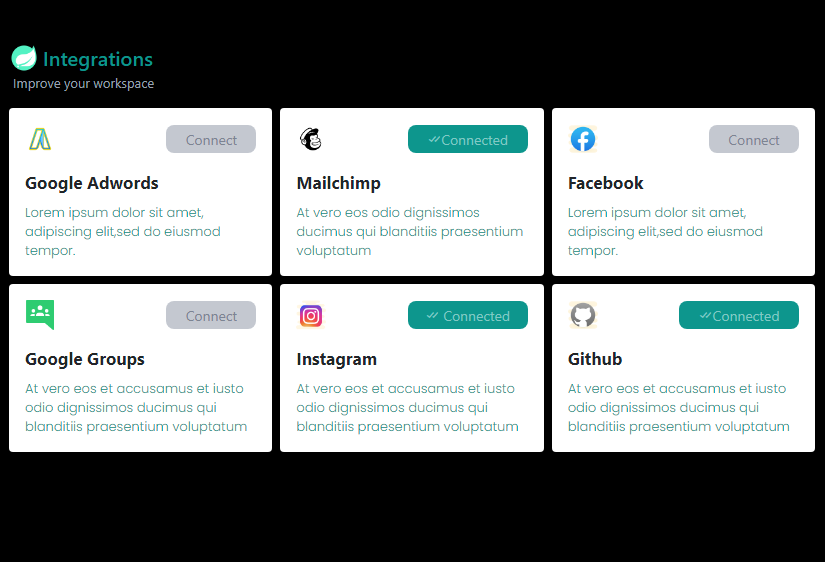 Integrations
Improve your workspace
Connect
Google Adwords
Lorem ipsum dolor sit amet,
adipiscing elit,sed do eiusmod
tempor.
Connected
Mailchimp
At vero eos odio dignissimos
ducimus qui blanditiis praesentium
voluptatum
Connect
Facebook
Lorem ipsum dolor sit amet,
adipiscing elit,sed do eiusmod
tempor.
Connect
Google Groups
At vero eos et accusamus et iusto
odio dignissimos ducimus qui
blanditiis praesentium voluptatum
Connected
Instagram
At vero eos et accusamus et iusto
odio dignissimos ducimus qui
blanditiis praesentium voluptatum
Connected
Github
At vero eos et accusamus et iusto
odio dignissimos ducimus qui
blanditiis praesentium voluptatum